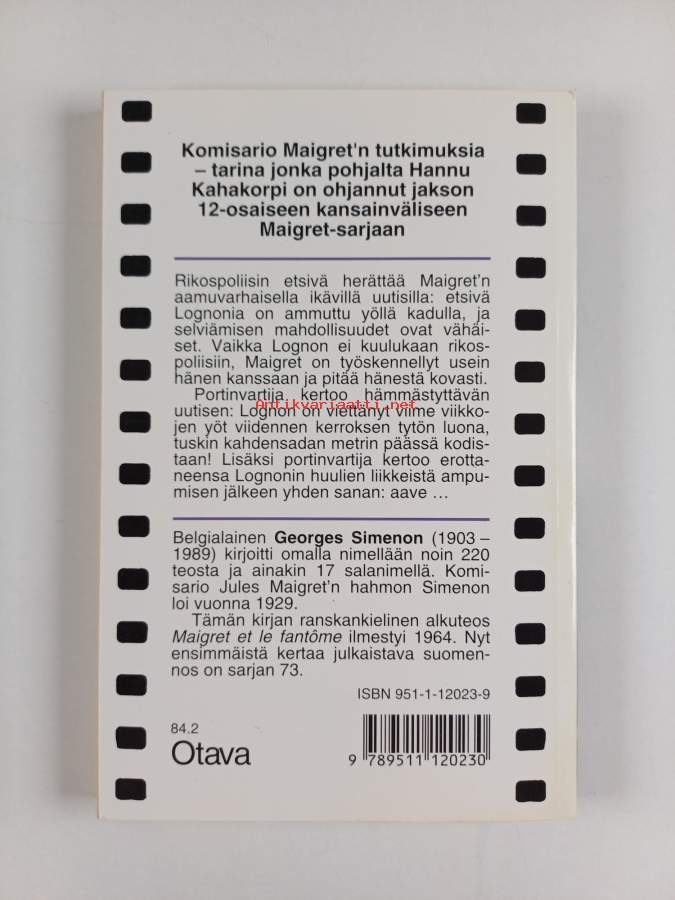 Komisario Maigret'n tutkimuksia
– tarina jonka pohjalta Hannu
Kahakorpi on ohjannut jakson
12-osaiseen kansainväliseen
Maigret-sarjaan
Rikospoliisin etsivä herättää Maigret'n
aamuvarhaisella ikävillä uutisilla: etsivä
Lognonia on ammuttu yöllä kadulla, ja
selviämisen mahdollisuudet ovat vähäi-
set. Vaikka Lognon ei kuulukaan rikos-
poliisiin, Maigret on työskennellyt usein
hänen kanssaan ja pitää hänestä kovasti.
Portinvartija kertoo hämmästyttävän
Antikvariaatti.net
uutisen: Lognon on viettänyt viime viikko-
jen yöt viidennen kerroksen tytön luona,
tuskin kahdensadan metrin päässä kodis-
taan! Lisäksi portinvartija kertoo erotta-
neensa Lognonin huulien liikkeistä ampu-
misen jälkeen yhden sanan: aave ...
Belgialainen Georges Simenon (1903–
1989) kirjoitti omalla nimellään noin 220
teosta ja ainakin 17 salanimellä. Komi-
sario Jules Maigret'n hahmon Simenon
loi vuonna 1929.
Tämän kirjan ranskankielinen alkuteos
Maigret et le fantôme ilmestyi 1964. Nyt
ensimmäistä kertaa julkaistava suomen-
nos on sarjan 73.
ISBN 951-1-12023-9
84.2
Otava
9 789511 120230